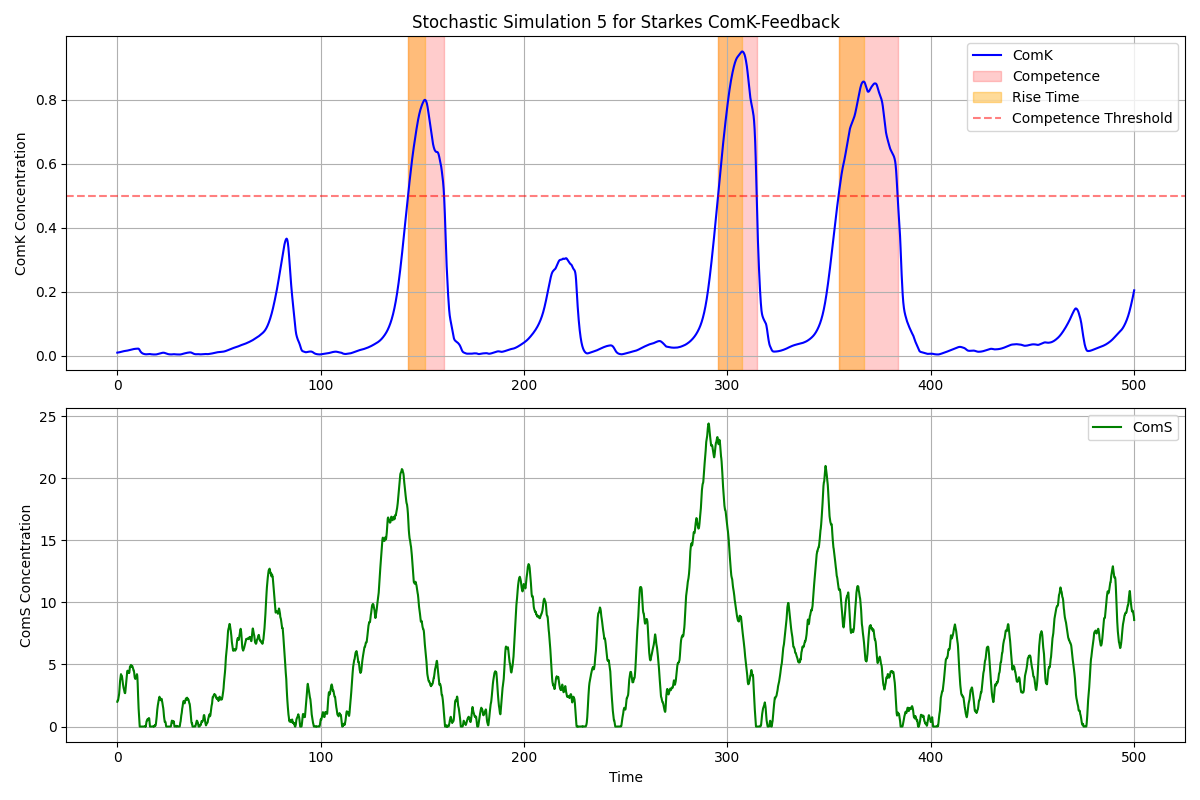 Stochastic Simulation 5 for Starkes ComK-Feedback
ComK Concentration
0.8
0.6
0.4
0.2
0.0
ComK
Competence
Rise Time
Competence Threshold
0 100 200 300 400 500
ComS Concentration
25
20
15
10
5
0
ComS
0 100 200 300 400 500
Time